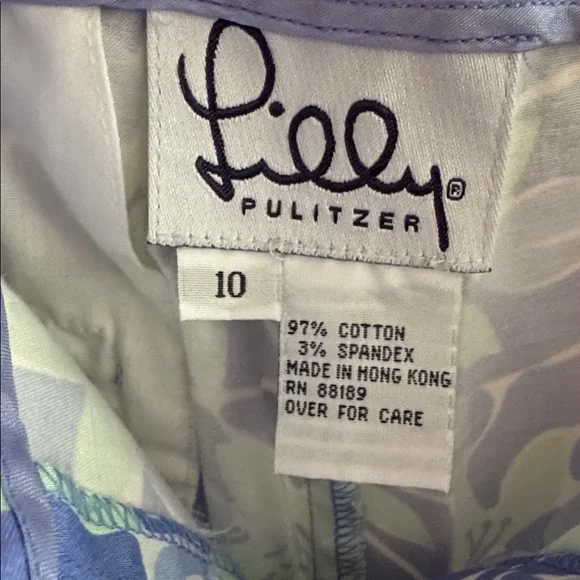 Lilly®
PULITZER
10
97% COTTON
3% SPANDEX
MADE IN HONG KONG
RN 88189
OVER FOR CARE